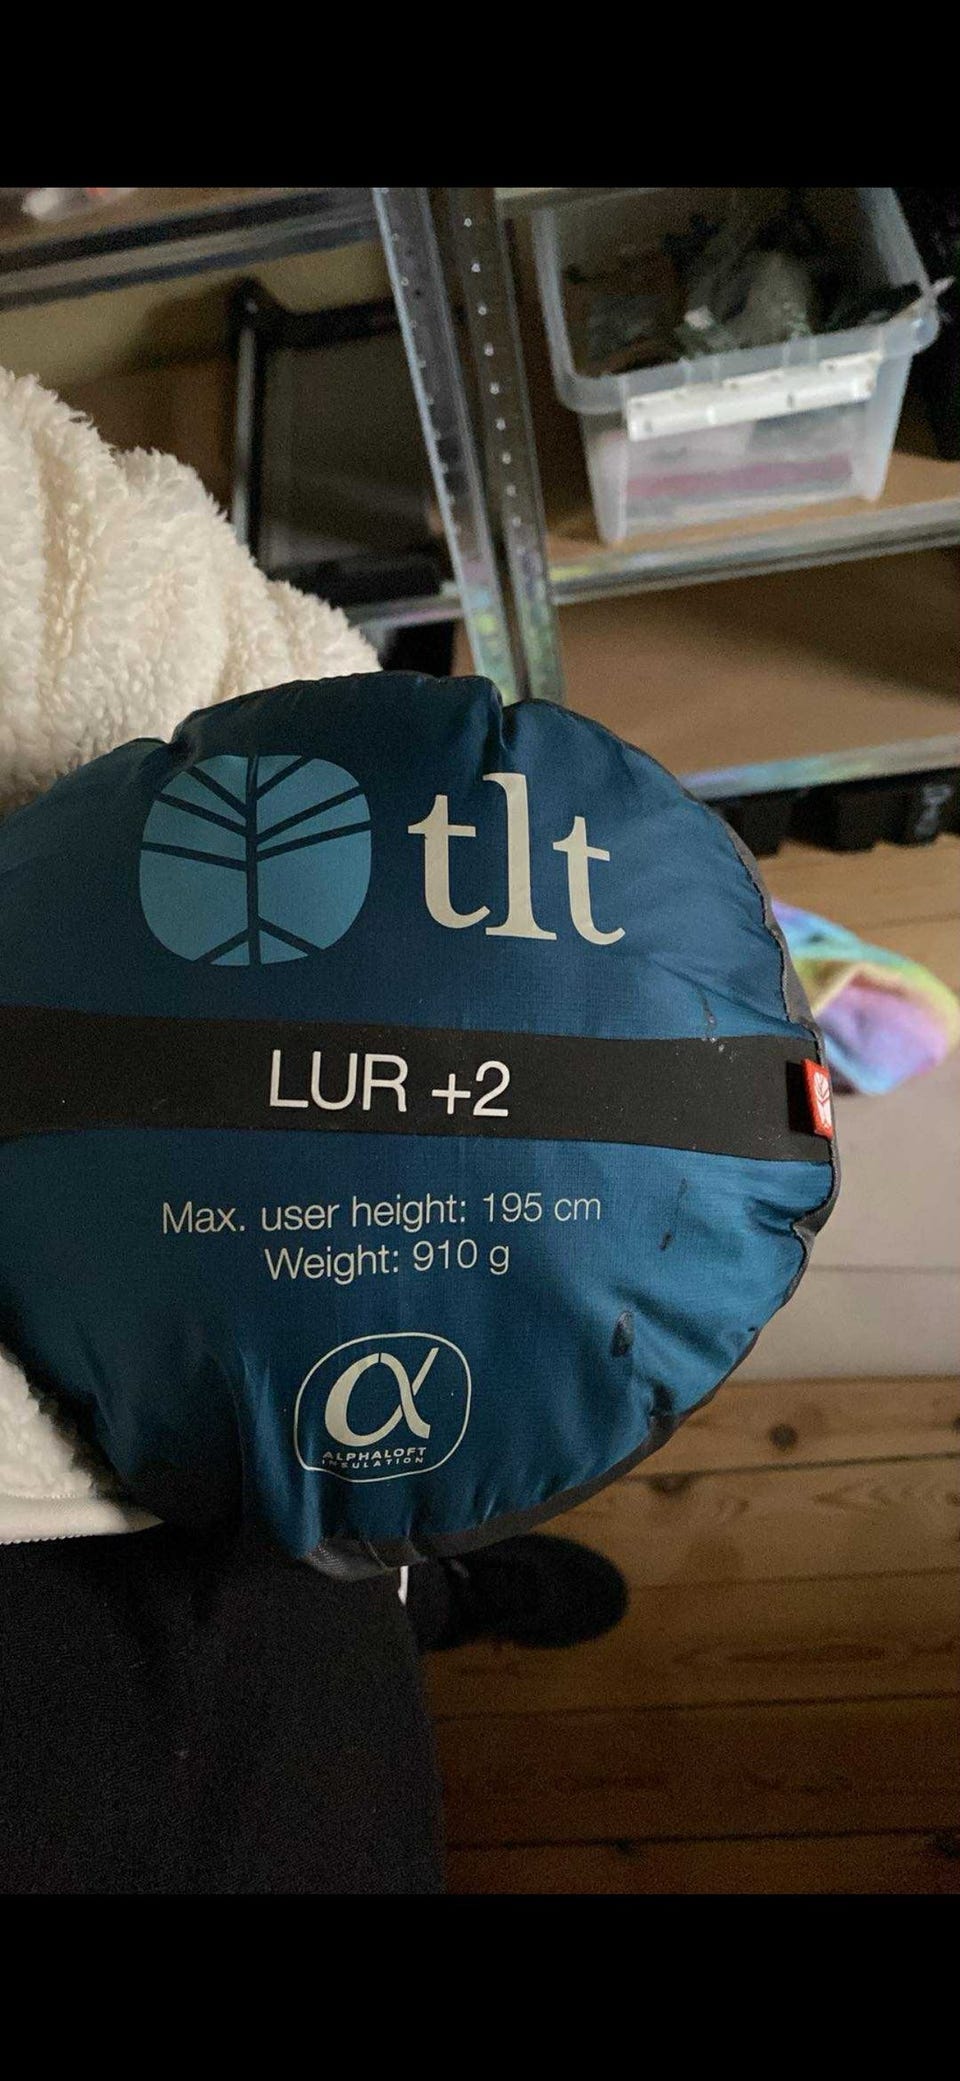 tlt
LUR +2
Max. user height: 195 cm
Weight: 910 g
α
ALPHALOFT
INSULATION